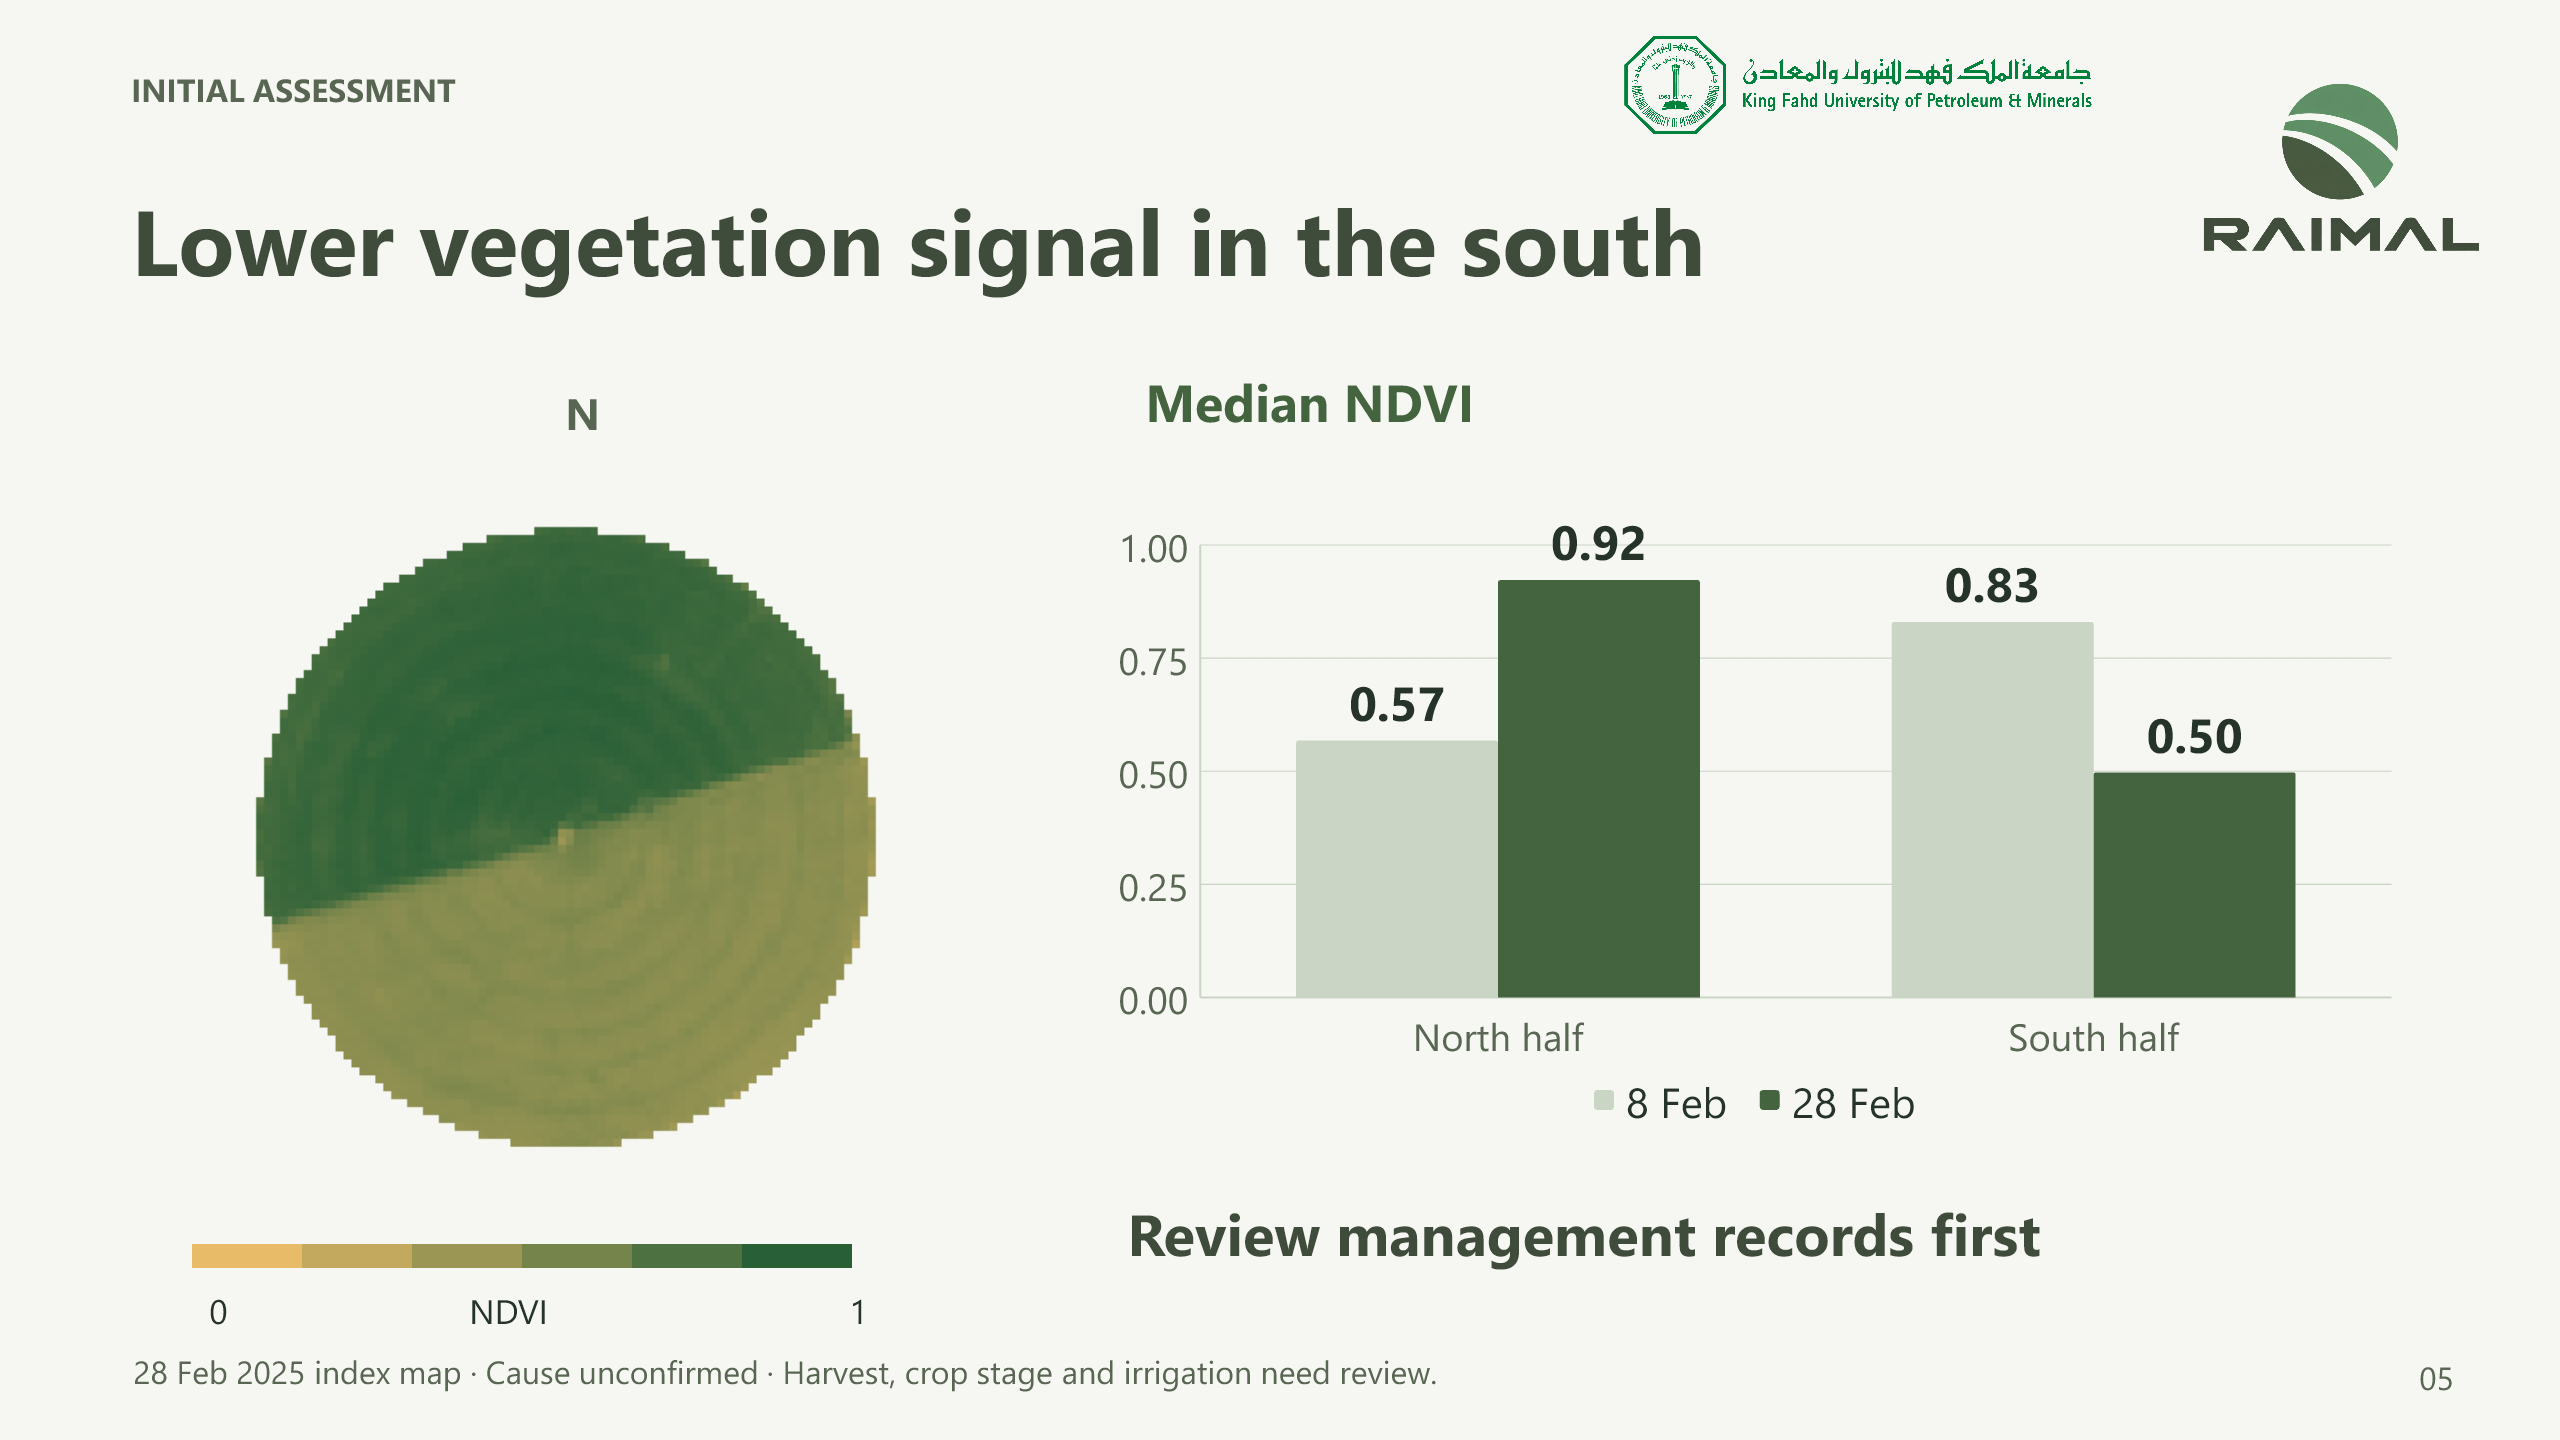 INITIAL ASSESSMENT
جامعة الملك فهد للبترول والمعادن
King Fahd University of Petroleum & Minerals
RAIMAL
Lower vegetation signal in the south
N
Median NDVI
1.00
0.75
0.50
0.25
0.00
0.57
0.92
0.83
0.50
North half
South half
8 Feb
28 Feb
Review management records first
0
NDVI
1
28 Feb 2025 index map · Cause unconfirmed · Harvest, crop stage and irrigation need review.
05